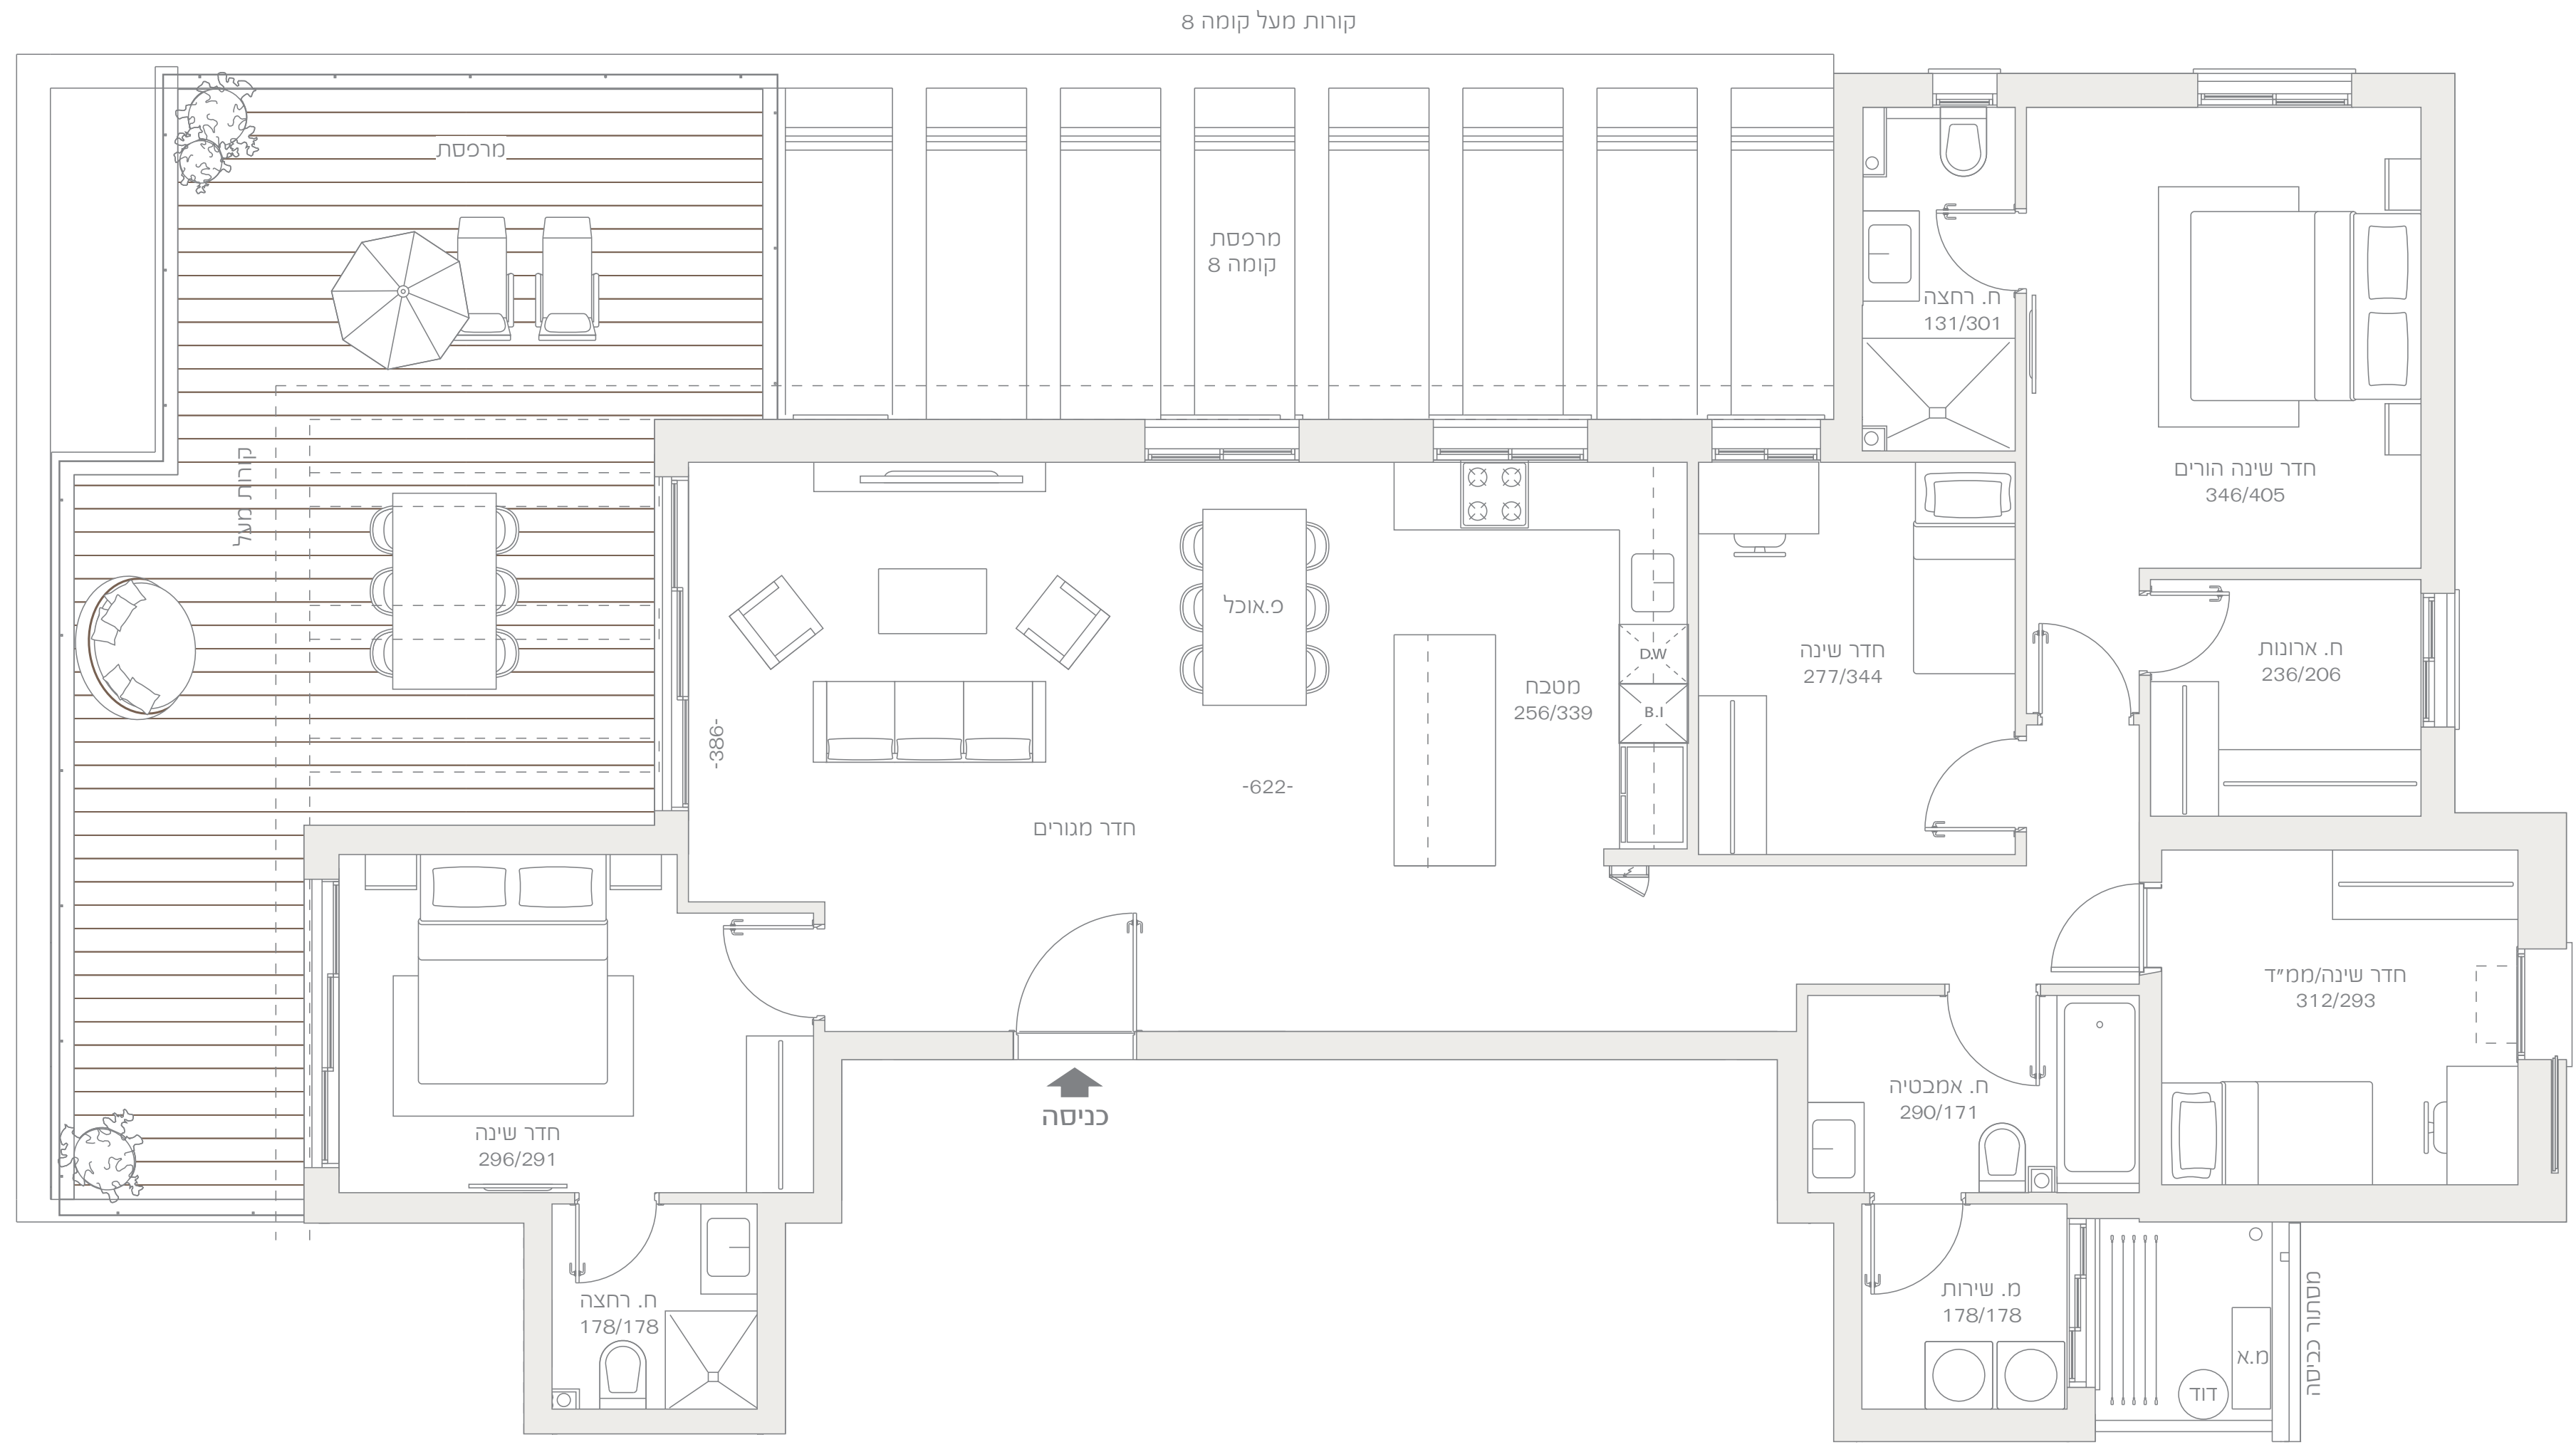 קורות מעל קומה 8
מרפסת
מרפסת
קומה 8
ח. רחצה
131/301
חדר שינה הורים
346/405
קורות מעל
פ.אוכל
D.W
B.I
מטבח
256/339
חדר שינה
277/344
ח. ארונות
236/206
-386-
-622-
חדר מגורים
חדר שינה/ממ״ד
312/293
ח. אמבטיה
290/171
כניסה
חדר שינה
296/291
ח. רחצה
178/178
מ. שירות
178/178
מ.א
דוד
מסתור כביסה